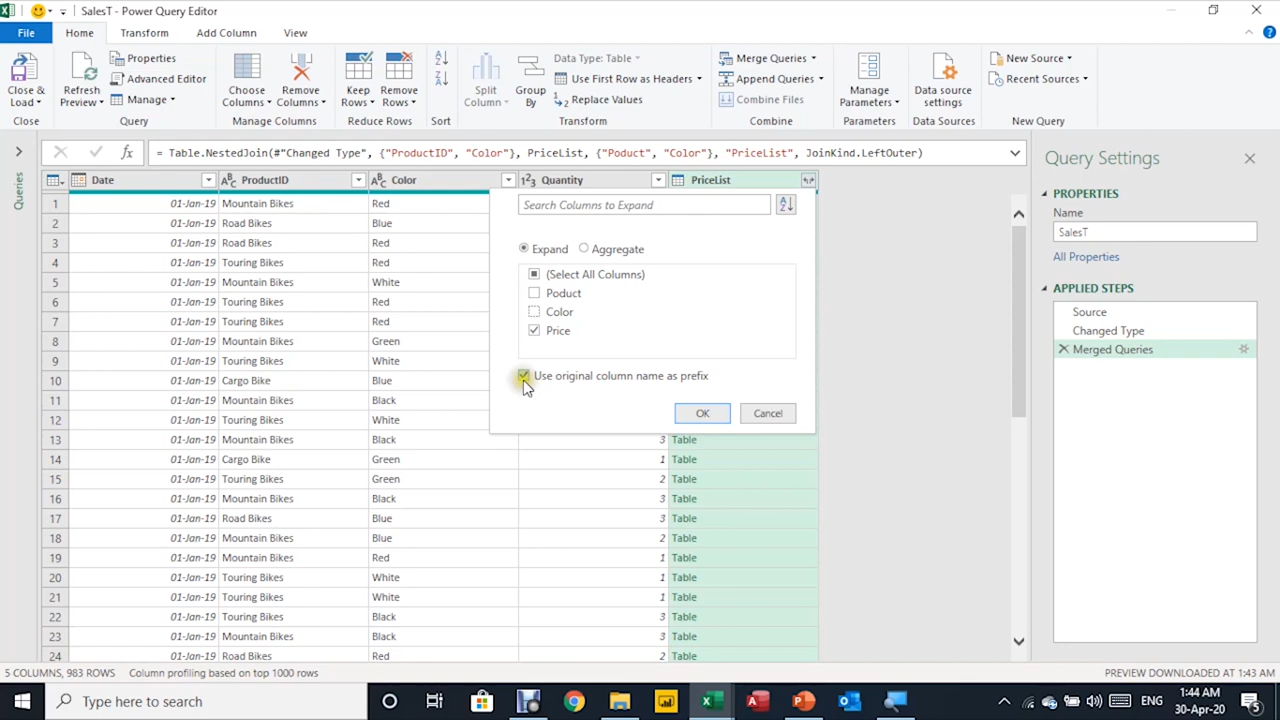 SalesT - Power Query Editor
File Home Transform Add Column View
Close & Load
Refresh Preview
Properties
Advanced Editor
Manage
Choose Columns
Remove Columns
Keep Rows
Remove Rows
Split Column
Group By
Data Type: Table
Use First Row as Headers
Replace Values
Merge Queries
Append Queries
Combine Files
Manage Parameters
Data source settings
New Source
Recent Sources
Close Query Manage Columns Reduce Rows Sort Transform Combine Parameters Data Sources New Query
fx = Table.NestedJoin(#"Changed Type", {"ProductID", "Color"}, PriceList, {"Poduct", "Color"}, "PriceList", JoinKind.LeftOuter)
Queries
Date ABC ProductID ABC Color 123 Quantity PriceList
1 01-Jan-19 Mountain Bikes Red
2 01-Jan-19 Road Bikes Blue
3 01-Jan-19 Road Bikes Red
4 01-Jan-19 Touring Bikes Red
5 01-Jan-19 Mountain Bikes White
6 01-Jan-19 Touring Bikes Red
7 01-Jan-19 Touring Bikes Red
8 01-Jan-19 Mountain Bikes Green
9 01-Jan-19 Touring Bikes White
10 01-Jan-19 Cargo Bike Blue
11 01-Jan-19 Mountain Bikes Black
12 01-Jan-19 Touring Bikes White
13 01-Jan-19 Mountain Bikes Black 3 Table
14 01-Jan-19 Cargo Bike Green 1 Table
15 01-Jan-19 Touring Bikes Green 2 Table
16 01-Jan-19 Mountain Bikes Black 3 Table
17 01-Jan-19 Road Bikes Blue 3 Table
18 01-Jan-19 Mountain Bikes Blue 2 Table
19 01-Jan-19 Mountain Bikes Red 1 Table
20 01-Jan-19 Touring Bikes White 1 Table
21 01-Jan-19 Touring Bikes White 1 Table
22 01-Jan-19 Touring Bikes Black 3 Table
23 01-Jan-19 Mountain Bikes Black 3 Table
24 01-Jan-19 Road Bikes Red 2 Table
Search Columns to Expand
Expand Aggregate
(Select All Columns)
Poduct
Color
Price
Use original column name as prefix
OK Cancel
Query Settings
PROPERTIES
Name
SalesT
All Properties
APPLIED STEPS
Source
Changed Type
Merged Queries
5 COLUMNS, 983 ROWS Column profiling based on top 1000 rows PREVIEW DOWNLOADED AT 1:43 AM
Type here to search
ENG
1:44 AM
30-Apr-20
5